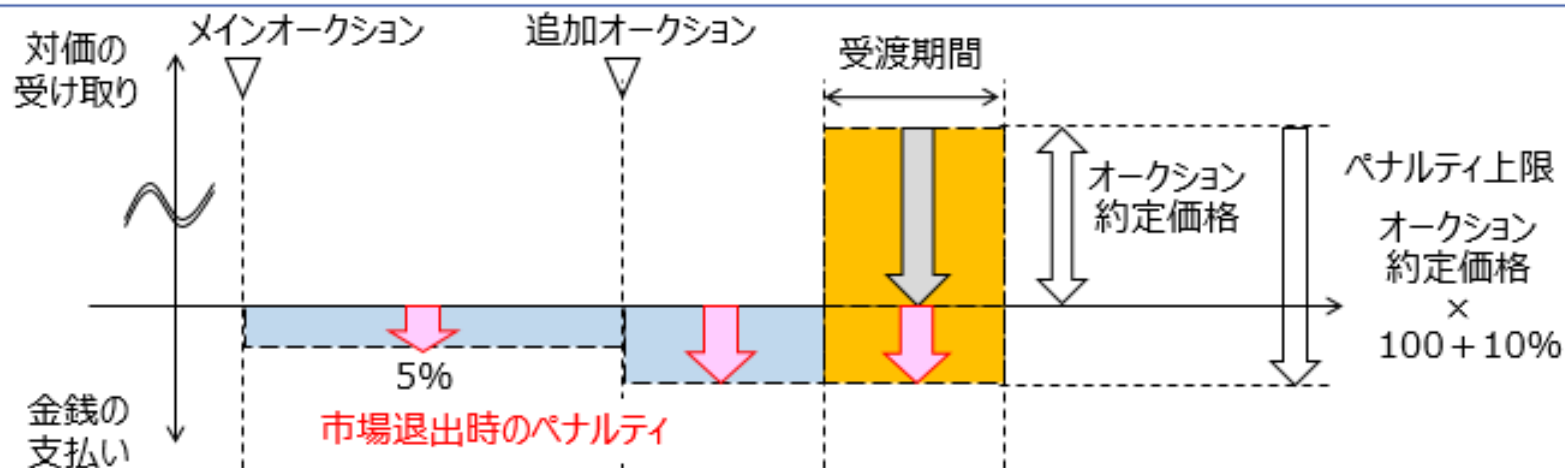 対価の
受け取り
メインオークション
追加オークション
受渡期間
オークション
約定価格
ペナルティ上限
オークション
約定価格
×
100+10%
5%
市場退出時のペナルティ
金銭の
支払い